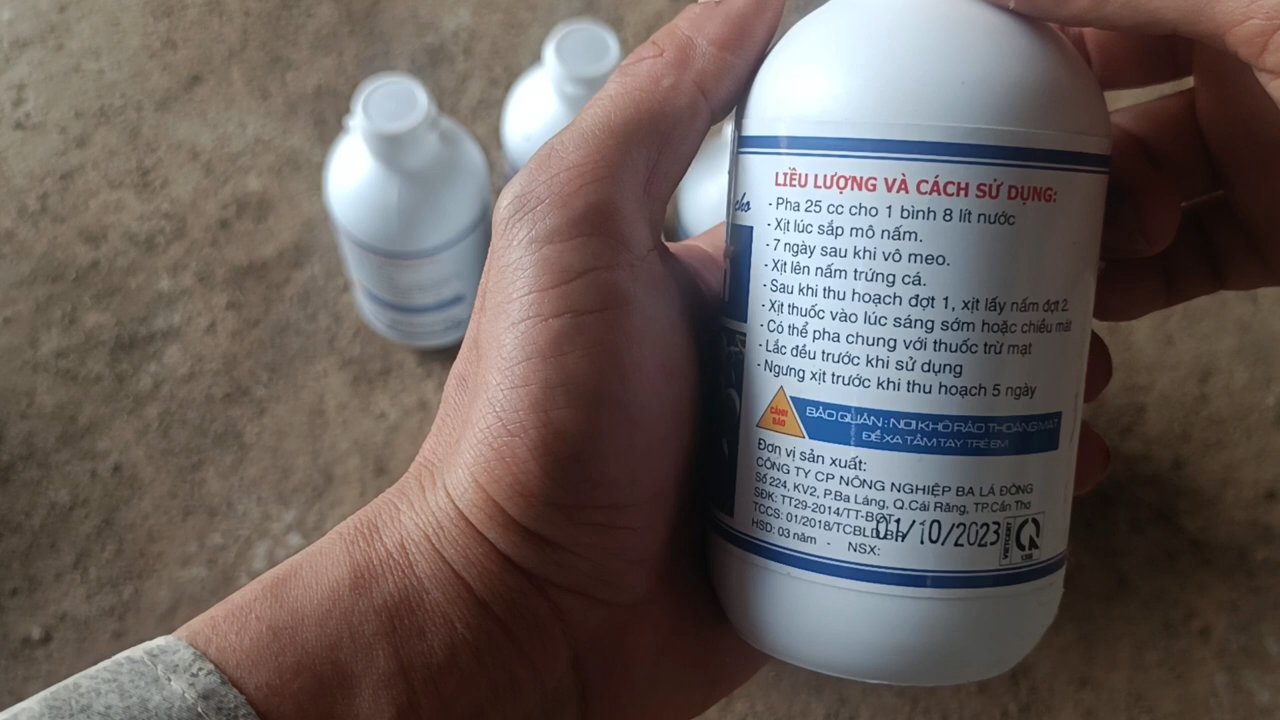 cho
LIỀU LƯỢNG VÀ CÁCH SỬ DỤNG:
- Pha 25 cc cho 1 bình 8 lít nước
- Xịt lúc sắp mô nấm.
- 7 ngày sau khi vô meo.
- Xịt lên nấm trứng cá.
- Sau khi thu hoạch đợt 1, xịt lấy nấm đợt 2.
- Xịt thuốc vào lúc sáng sớm hoặc chiều mát
- Có thể pha chung với thuốc trừ mạt
- Lắc đều trước khi sử dụng
- Ngưng xịt trước khi thu hoạch 5 ngày
CẢNH BÁO
BẢO QUẢN : NƠI KHÔ RÁO THOÁNG MÁT
ĐỂ XA TẦM TAY TRẺ EM
Đơn vị sản xuất:
CÔNG TY CP NÔNG NGHIỆP BA LÁ ĐÒNG
Số 224, KV2, P.Ba Láng, Q.Cái Răng, TP.Cần Thơ
SĐK: TT29-2014/TT-BCT
TCCS: 01/2018/TCBLD.BP
HSD: 03 năm - NSX: 01/10/2023
VIETCERT